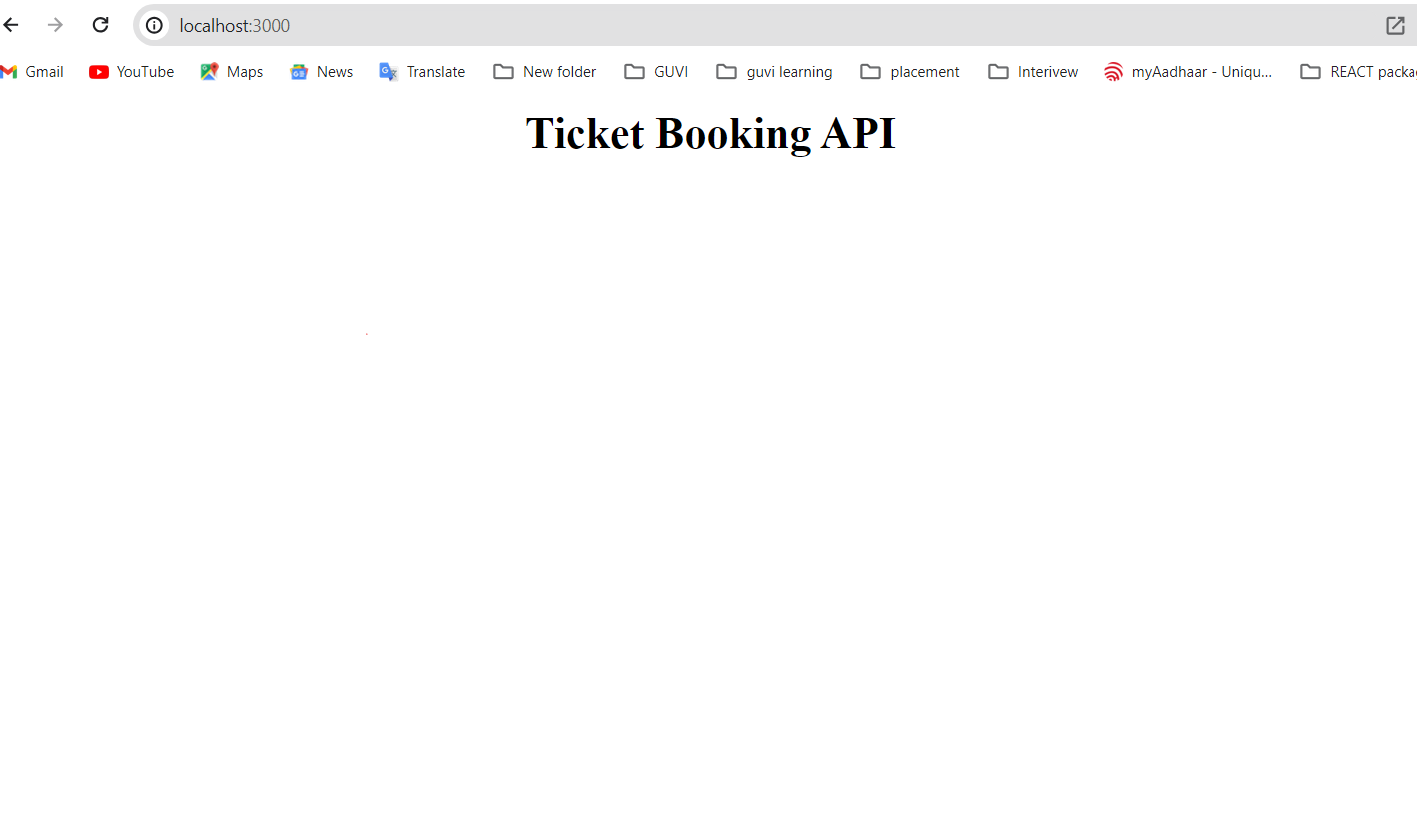 localhost:3000
Gmail YouTube Maps News Translate New folder GUVI guvi learning placement Interivew myAadhaar - Uniqu... REACT packa
Ticket Booking API